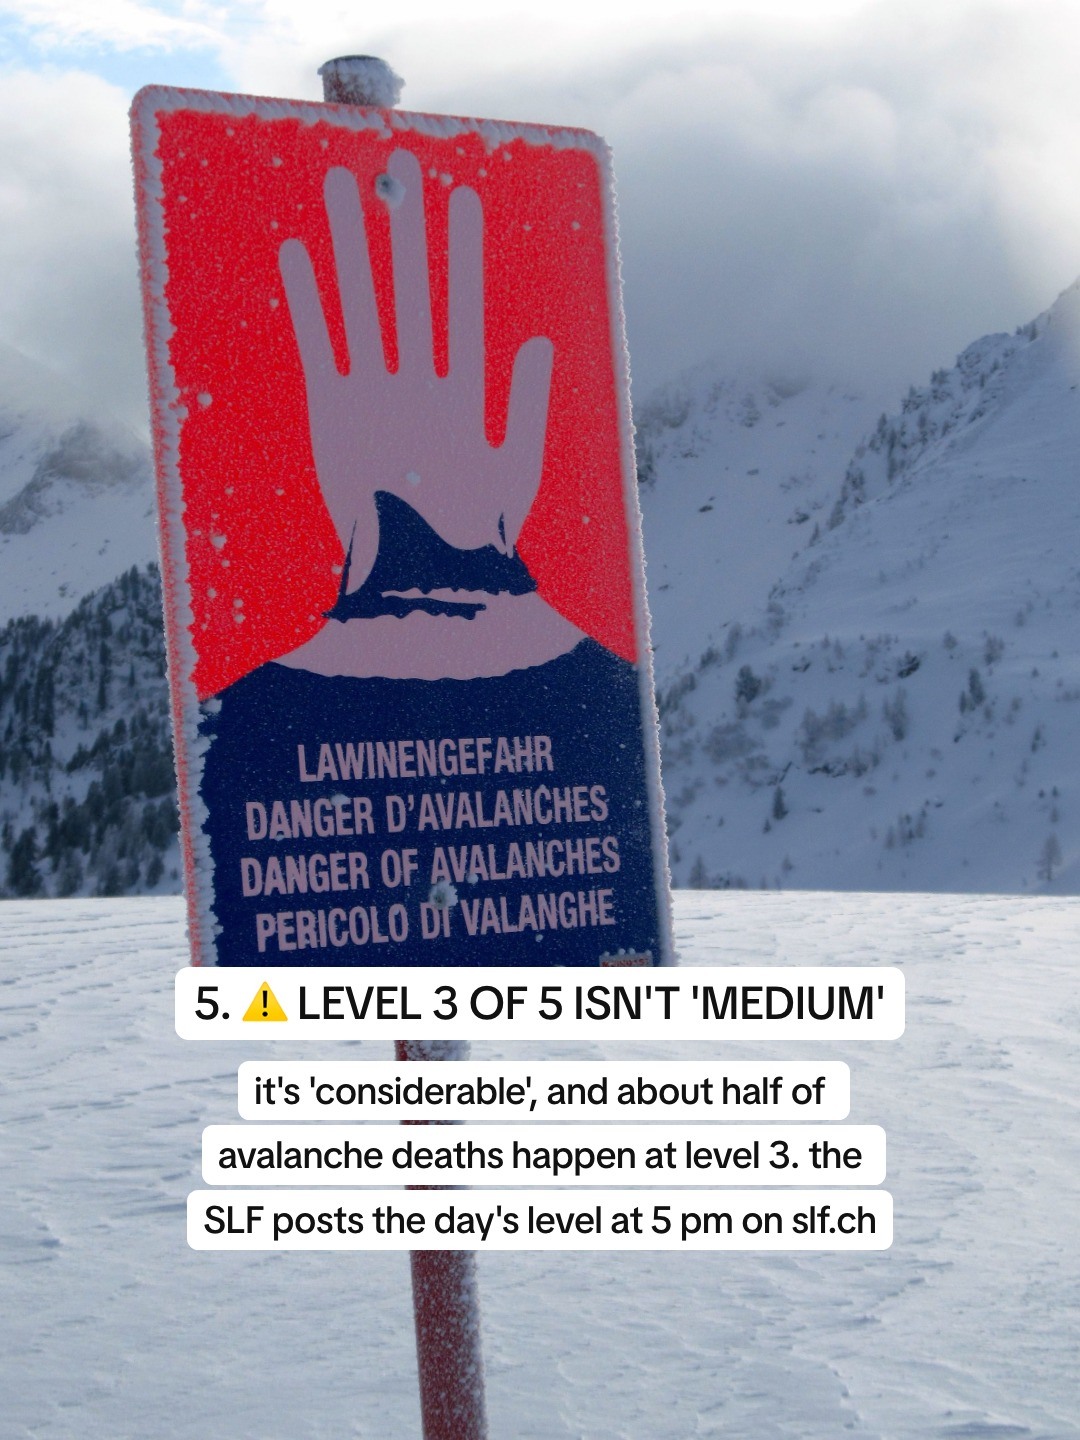 LAWINENGEFAHR
DANGER D'AVALANCHES
DANGER OF AVALANCHES
PERICOLO DI VALANGHE
5. ⚠️ LEVEL 3 OF 5 ISN'T 'MEDIUM'
it's 'considerable', and about half of
avalanche deaths happen at level 3. the
SLF posts the day's level at 5 pm on slf.ch